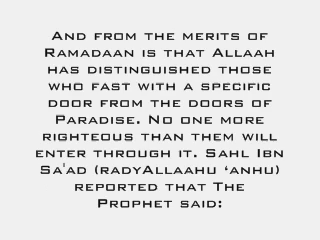 And from the merits of
Ramadaan is that Allaah
has distinguished those
who fast with a specific
door from the doors of
Paradise. No one more
righteous than them will
enter through it. Sahl Ibn
Sa'ad (radyAllaahu ‘anhu)
reported that The
Prophet said: